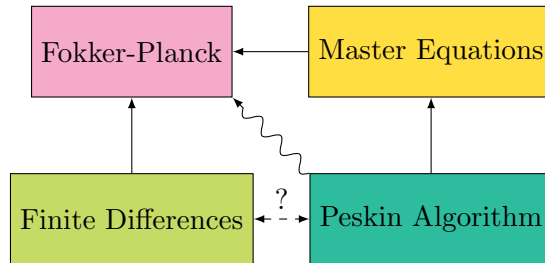 Fokker-Planck
Master Equations
?
Finite Differences
Peskin Algorithm